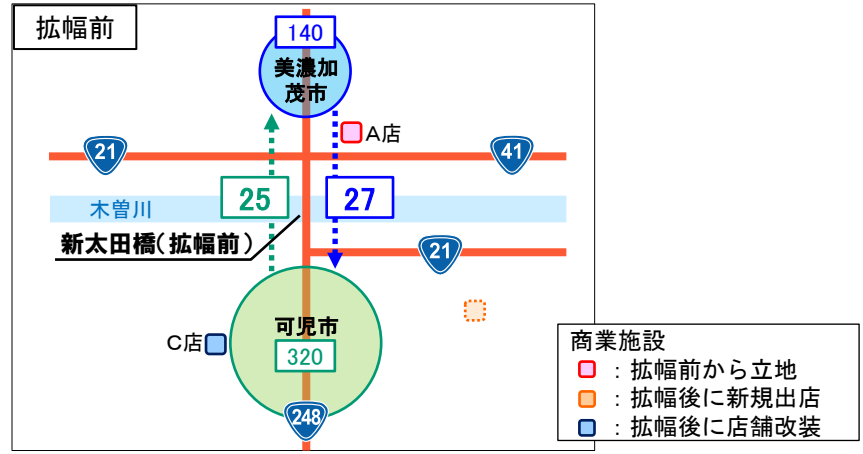 拡幅前
140
美濃加
茂市
A店
21
41
25
27
木曽川
新太田橋(拡幅前)
21
可児市
C店
320
248
商業施設
：拡幅前から立地
：拡幅後に新規出店
：拡幅後に店舗改装